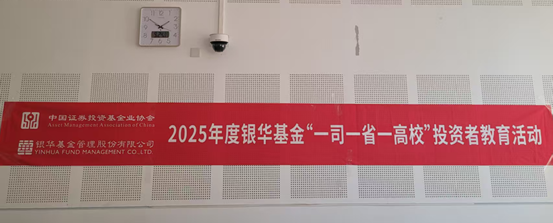 中国证券投资基金业协会
Asset Management Association of China
银华基金管理股份有限公司
YINHUA FUND MANAGEMENT CO.,LTD
2025年度银华基金“一司一省一高校”投资者教育活动